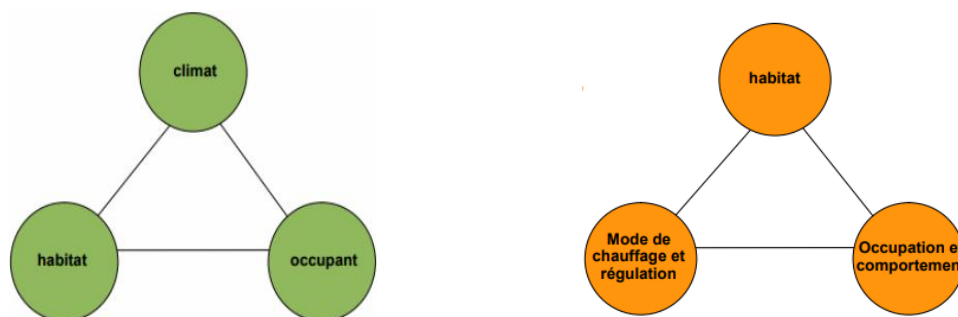 climat
habitat
occupant
habitat
Mode de
chauffage et
régulation
Occupation e
comportemen